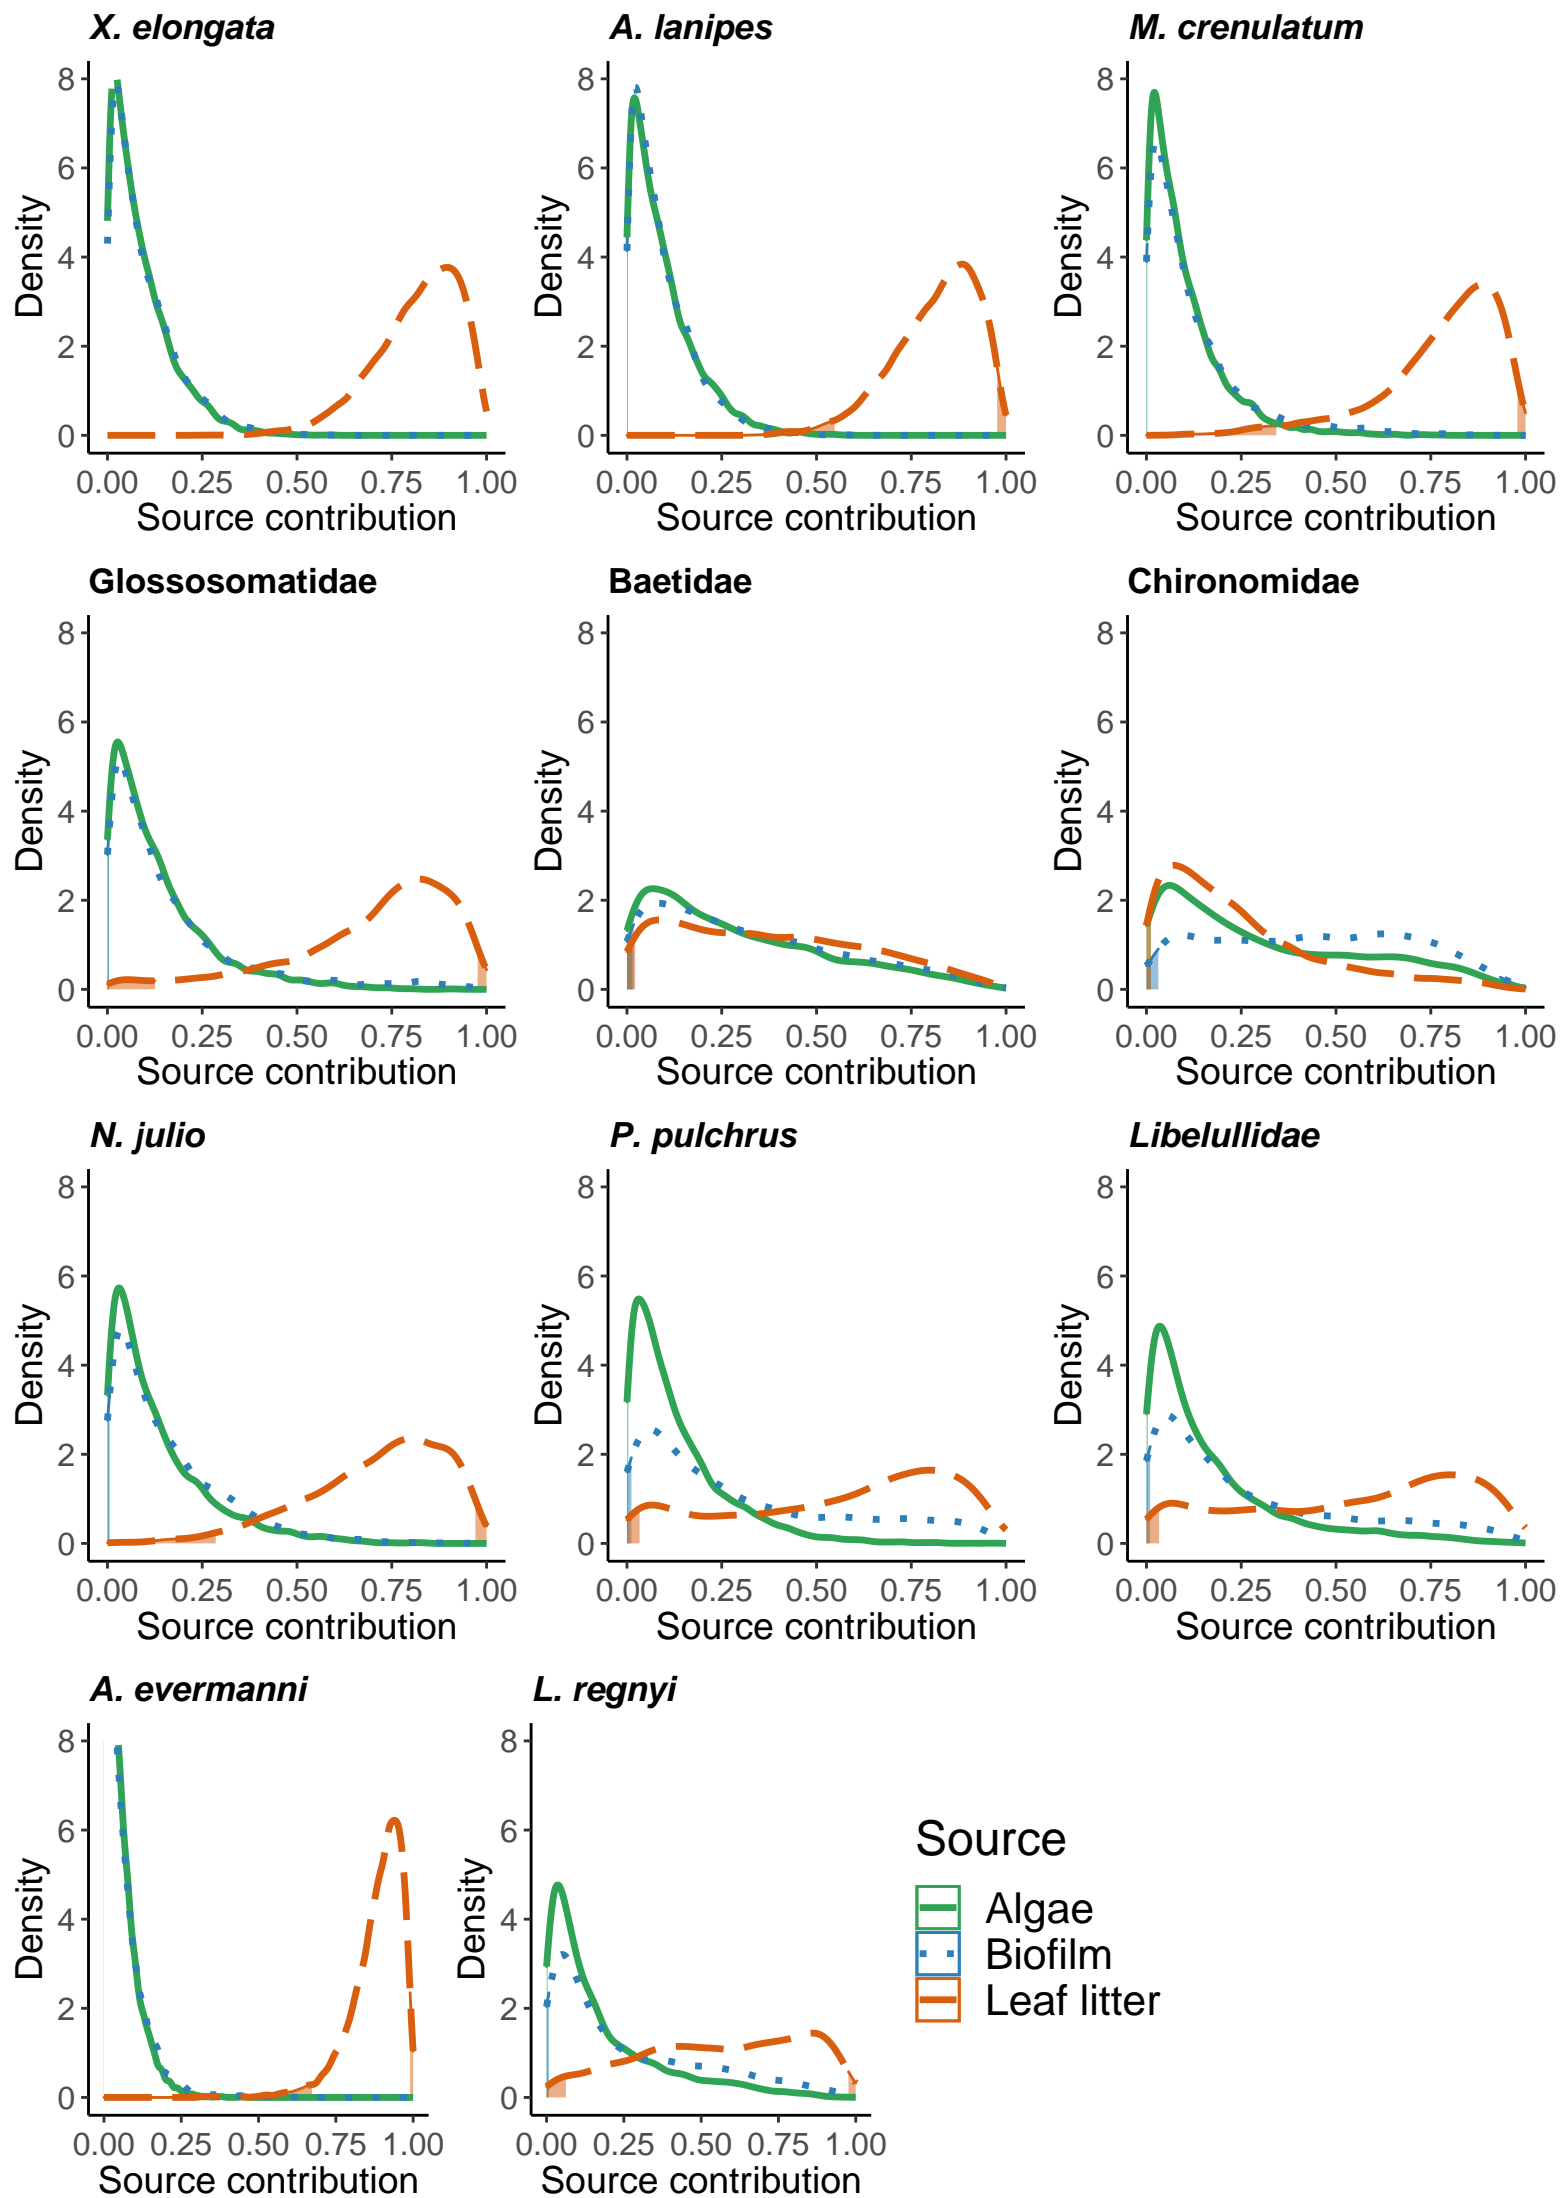 X. elongata A. lanipes M. crenulatum
8 8 8
6 6 6
4 4 4
2 2 2
0 0 0
Density Density Density
0.00 0.25 0.50 0.75 1.00 0.00 0.25 0.50 0.75 1.00 0.00 0.25 0.50 0.75 1.00
Source contribution Source contribution Source contribution
Glossosomatidae Baetidae Chironomidae
8 8 8
6 6 6
4 4 4
2 2 2
0 0 0
Density Density Density
0.00 0.25 0.50 0.75 1.00 0.00 0.25 0.50 0.75 1.00 0.00 0.25 0.50 0.75 1.00
Source contribution Source contribution Source contribution
N. julio P. pulchrus Libelullidae
8 8 8
6 6 6
4 4 4
2 2 2
0 0 0
Density Density Density
0.00 0.25 0.50 0.75 1.00 0.00 0.25 0.50 0.75 1.00 0.00 0.25 0.50 0.75 1.00
Source contribution Source contribution Source contribution
A. evermanni L. regnyi
8 8
6 6
4 4
2 2
0 0
Density Density
0.00 0.25 0.50 0.75 1.00 0.00 0.25 0.50 0.75 1.00
Source contribution Source contribution
Source
Algae
Biofilm
Leaf litter